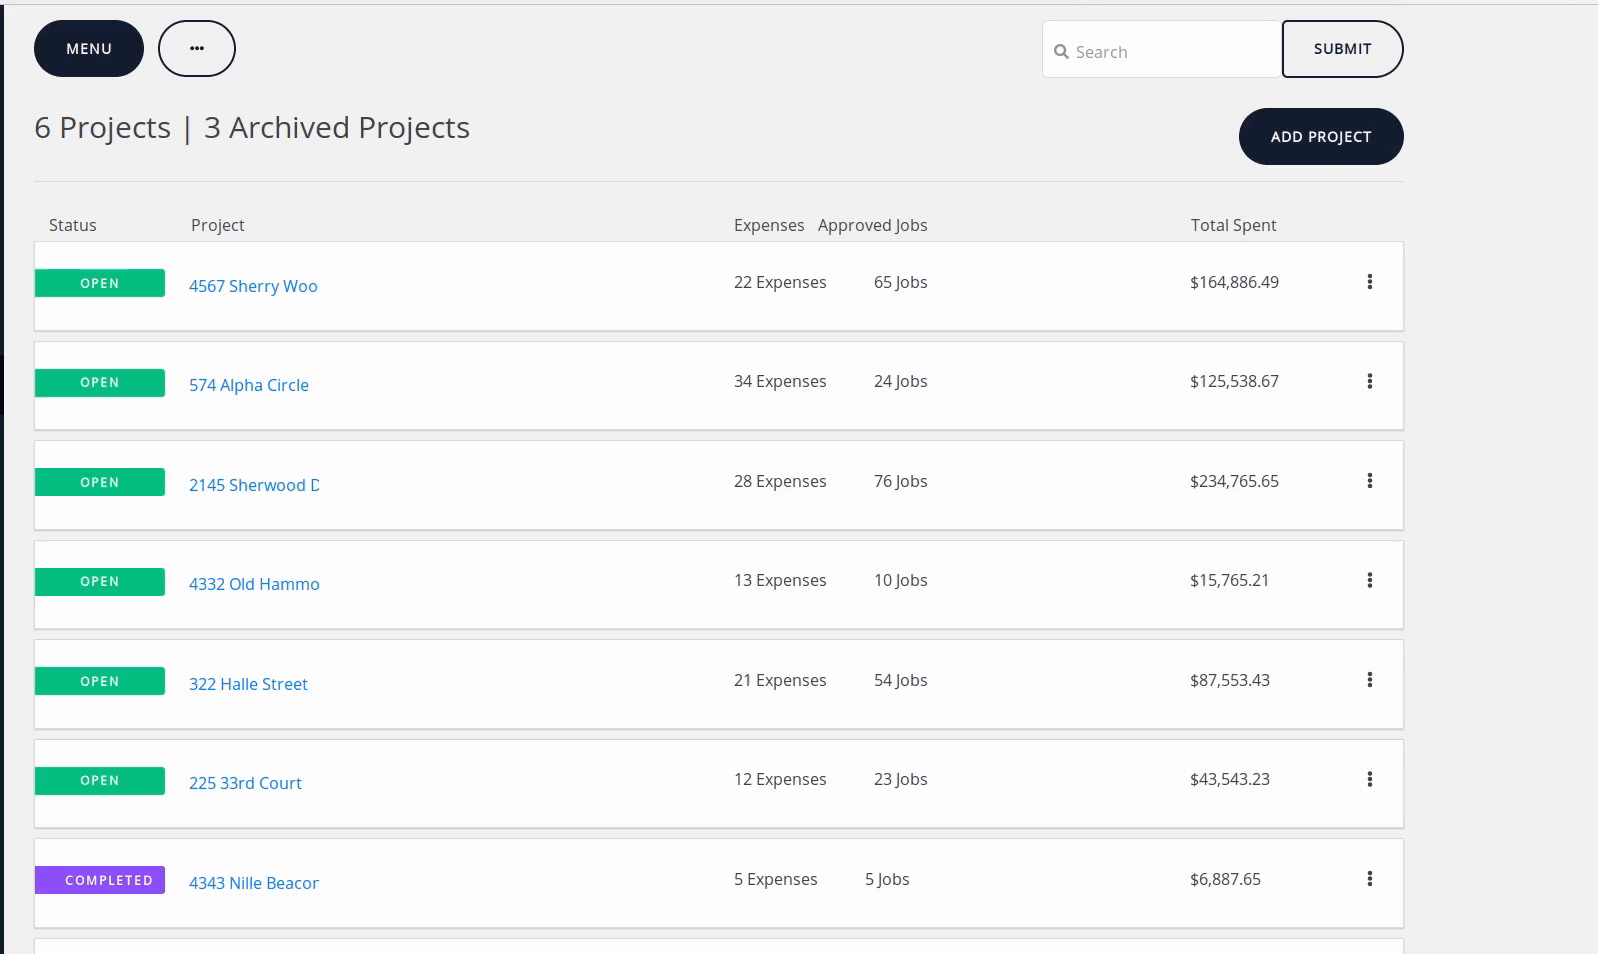 MENU ••• Search SUBMIT
6 Projects | 3 Archived Projects ADD PROJECT
Status Project Expenses Approved Jobs Total Spent
OPEN 4567 Sherry Woo 22 Expenses 65 Jobs $164,886.49
OPEN 574 Alpha Circle 34 Expenses 24 Jobs $125,538.67
OPEN 2145 Sherwood D 28 Expenses 76 Jobs $234,765.65
OPEN 4332 Old Hammo 13 Expenses 10 Jobs $15,765.21
OPEN 322 Halle Street 21 Expenses 54 Jobs $87,553.43
OPEN 225 33rd Court 12 Expenses 23 Jobs $43,543.23
COMPLETED 4343 Nille Beacon 5 Expenses 5 Jobs $6,887.65